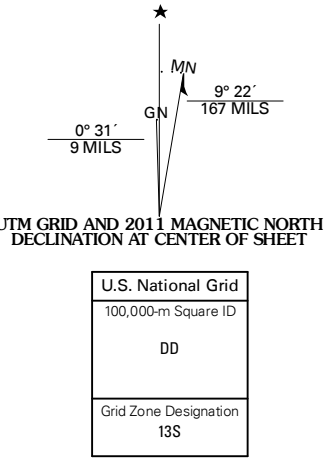 MN
9° 22´
167 MILS
GN
0° 31´
9 MILS
UTM GRID AND 2011 MAGNETIC NORTH
DECLINATION AT CENTER OF SHEET
U.S. National Grid
100,000-m Square ID
DD
Grid Zone Designation
13S